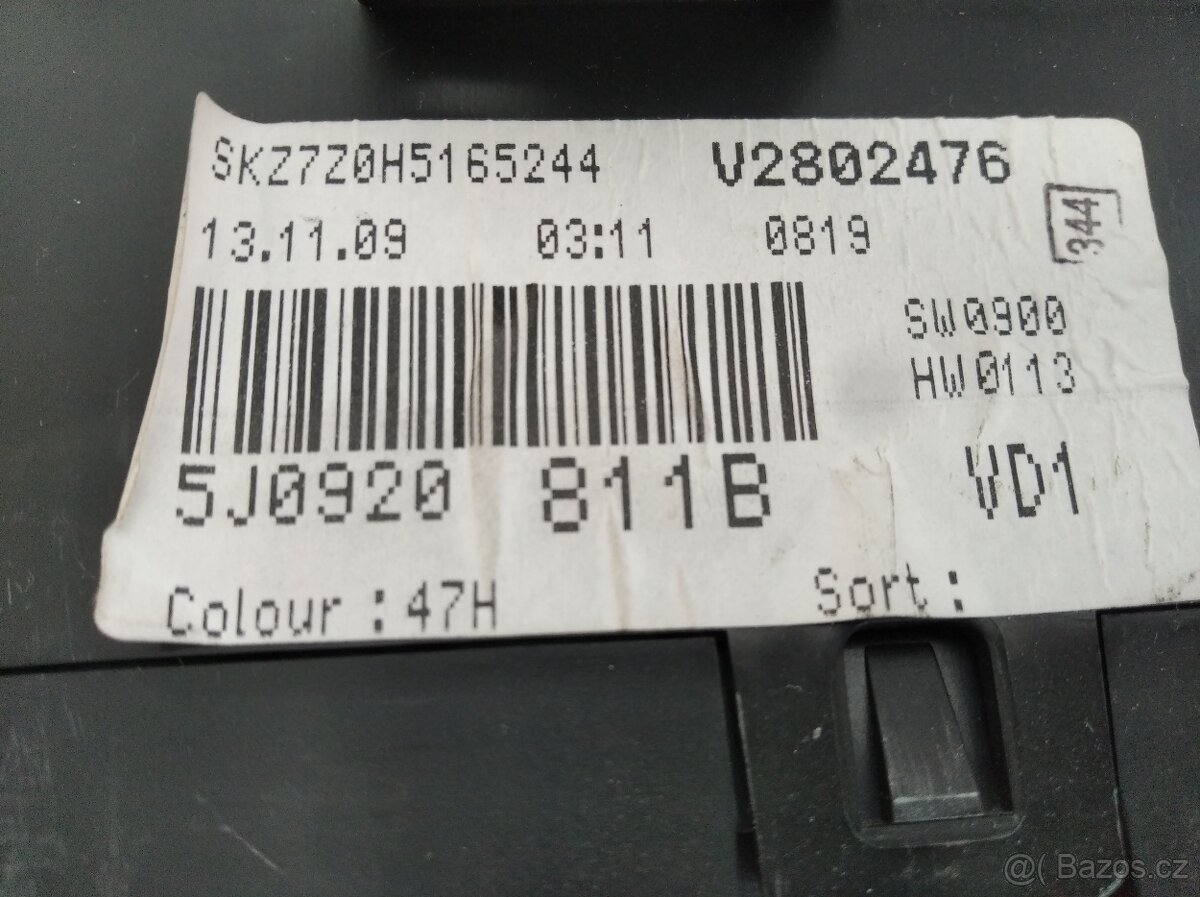 SKZ7Z0H5165244 V2802476
13.11.09 03:11 0819 344
SW0900
HW0113
5J0920 811B VD1
Colour : 47H Sort :
@( Bazos.cz